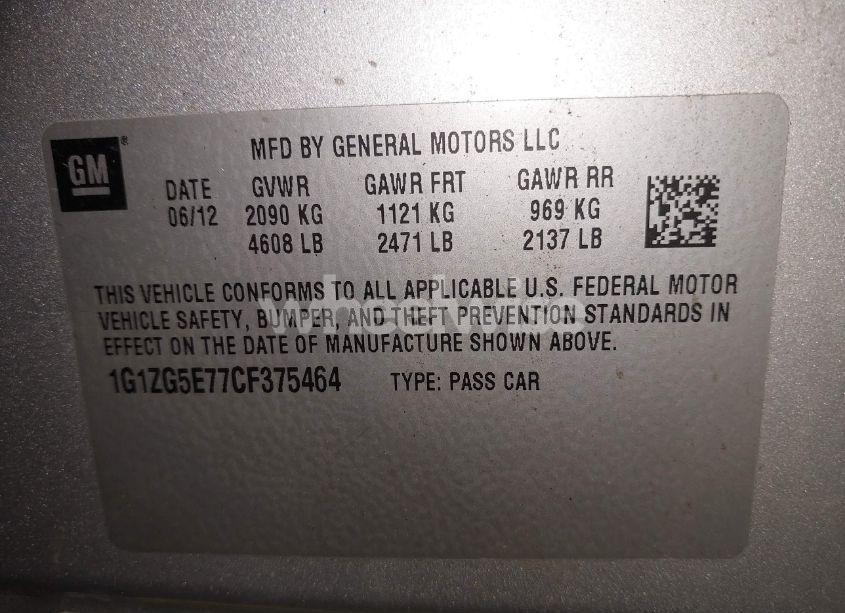 GM®
MFD BY GENERAL MOTORS LLC
DATE GVWR GAWR FRT GAWR RR
06/12 2090 KG 1121 KG 969 KG
4608 LB 2471 LB 2137 LB
THIS VEHICLE CONFORMS TO ALL APPLICABLE U.S. FEDERAL MOTOR
VEHICLE SAFETY, BUMPER, AND THEFT PREVENTION STANDARDS IN
EFFECT ON THE DATE OF MANUFACTURE SHOWN ABOVE.
1G1ZG5E77CF375464 TYPE: PASS CAR